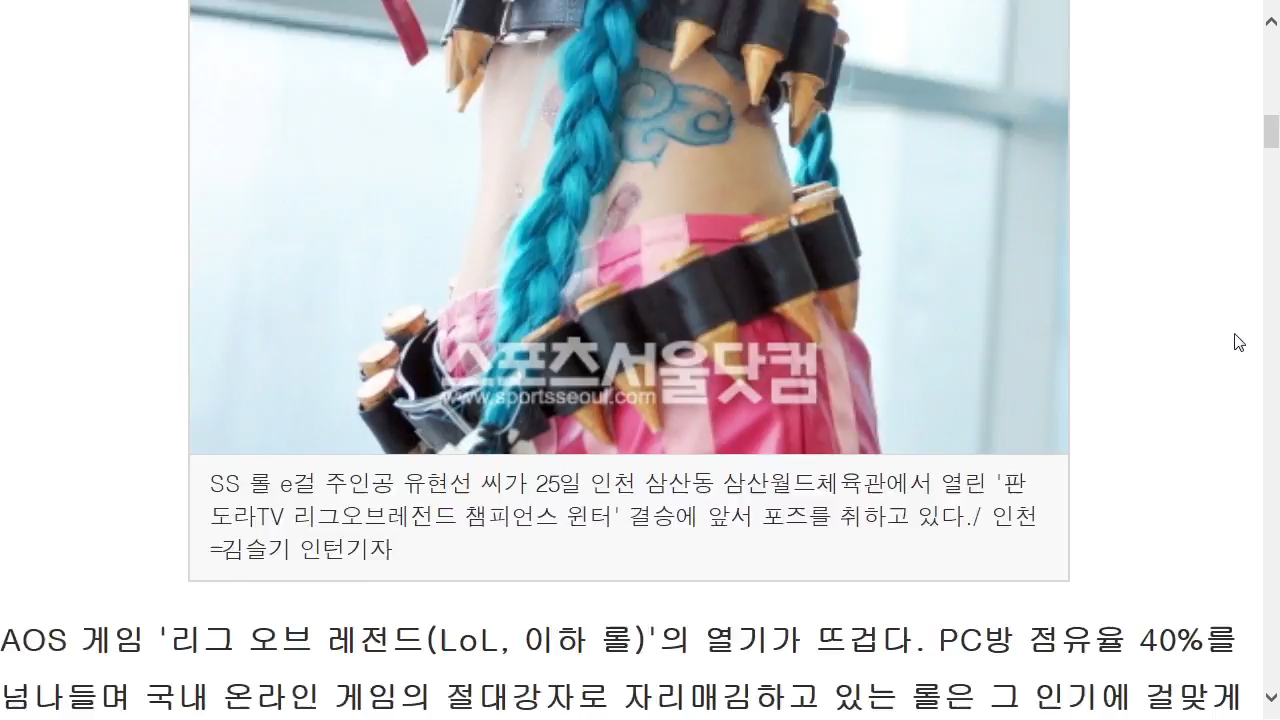 스포츠서울닷컴
www.sportsseoul.com
SS 롤 e걸 주인공 유현선 씨가 25일 인천 삼산동 삼산월드체육관에서 열린 '판
도라TV 리그오브레전드 챔피언스 윈터' 결승에 앞서 포즈를 취하고 있다./ 인천
=김슬기 인턴기자
AOS 게임 '리그 오브 레전드(LoL, 이하 롤)'의 열기가 뜨겁다. PC방 점유율 40%를
넘나들며 국내 온라인 게임의 절대강자로 자리매김하고 있는 롤은 그 인기에 걸맞게